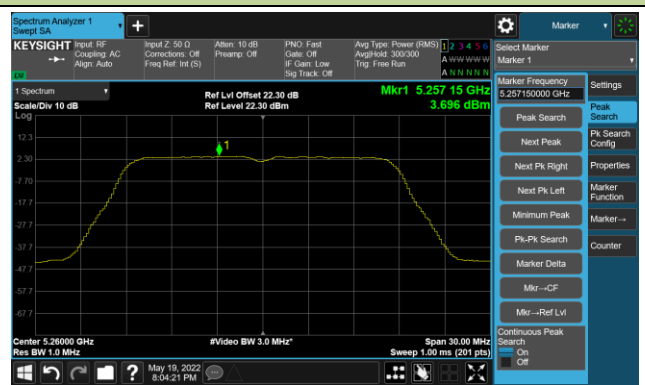 Spectrum Analyzer 1
Swept SA
+
Marker
KEYSIGHT
Input: RF
Coupling: AC
Align: Auto
Input Z: 50 Ω
Corrections: Off
Freq Ref: Int (S)
Atten: 10 dB
Preamp: Off
PNO: Fast
Gate: Off
IF Gain: Low
Sig Track: Off
Avg Type: Power (RMS)
Avg|Hold: 300/300
Trig: Free Run
1 2 3 4 5 6
A W W W W W
A N N N N N
Select Marker
Marker 1
1 Spectrum
Scale/Div 10 dB
Log
Ref Lvl Offset 22.30 dB
Ref Level 22.30 dBm
Mkr1 5.257 15 GHz
3.696 dBm
12.3
2.30
-7.70
-17.7
-27.7
-37.7
-47.7
-57.7
-67.7
1
Center 5.26000 GHz
Res BW 1.0 MHz
#Video BW 3.0 MHz*
Span 30.00 MHz
Sweep 1.00 ms (201 pts)
Marker Frequency
5.257150000 GHz
Peak Search
Next Peak
Next Pk Right
Next Pk Left
Minimum Peak
Pk-Pk Search
Marker Delta
Mkr→CF
Mkr→Ref Lvl
Continuous Peak
Search
On
Off
Settings
Peak
Search
Pk Search
Config
Properties
Marker
Function
Marker→
Counter
?
May 19, 2022
8:04:21 PM